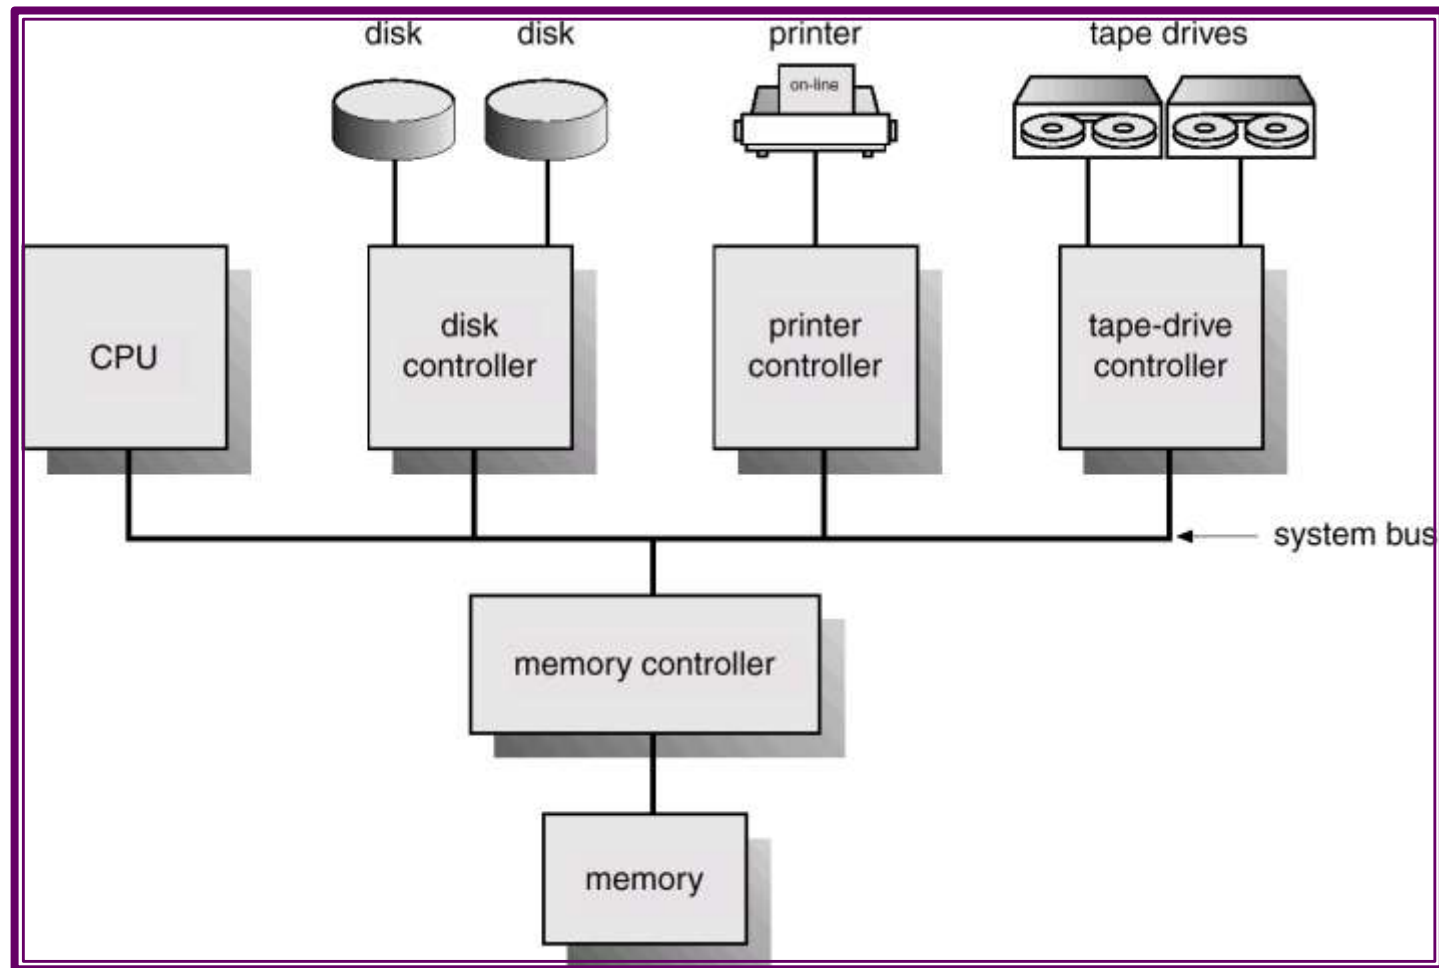 disk disk printer tape drives
on-line
CPU
disk
controller
printer
controller
tape-drive
controller
system bus
memory controller
memory